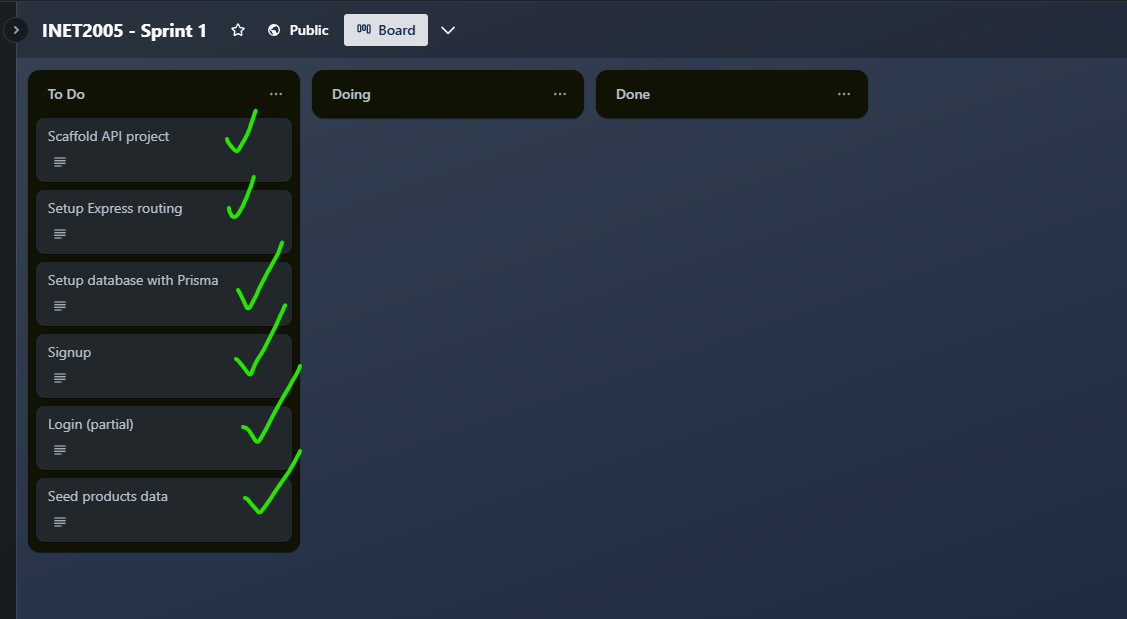 INET2005 - Sprint 1
Public
Board
To Do
Scaffold API project
Setup Express routing
Setup database with Prisma
Signup
Login (partial)
Seed products data
Doing
Done